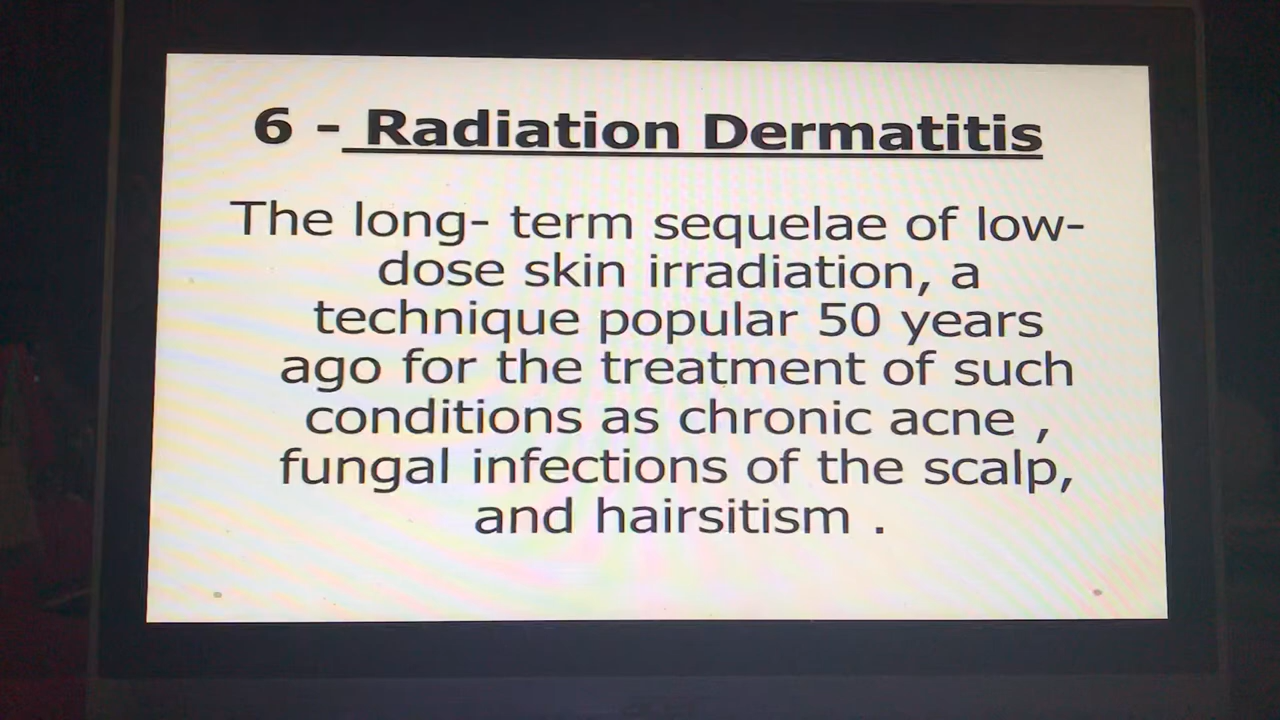 6 - Radiation Dermatitis
The long- term sequelae of low-
dose skin irradiation, a
technique popular 50 years
ago for the treatment of such
conditions as chronic acne ,
fungal infections of the scalp,
and hairsitism .